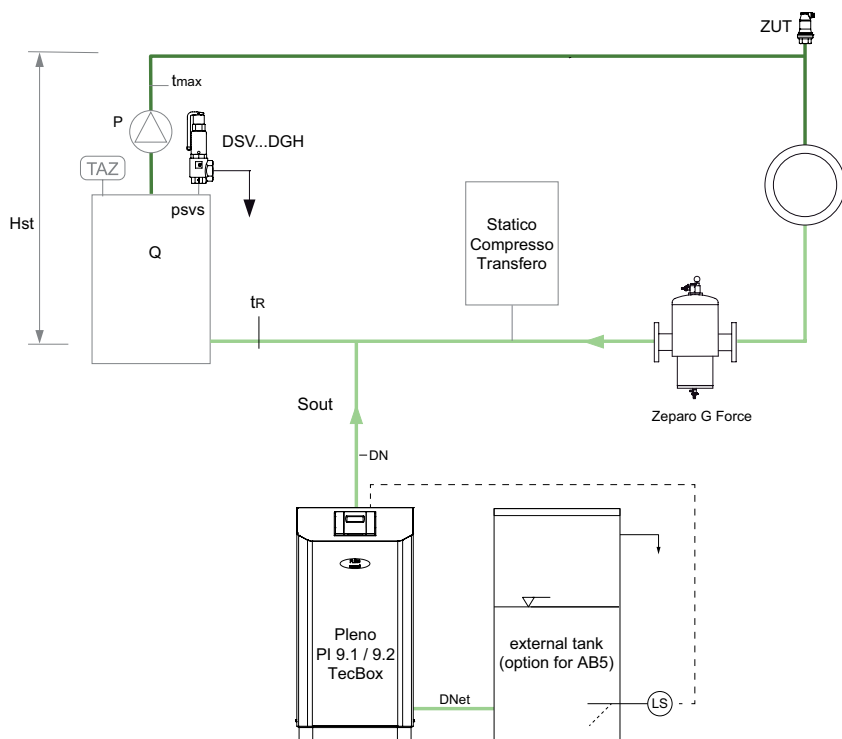 ZUT
tmax
P
DSV...DGH
TAZ
psvs
Hst
Q
Statico
Compresso
Transfero
tR
Zeparo G Force
Sout
DN
Pleno
PI 9.1 / 9.2
TecBox
external tank
(option for AB5)
DNet
LS